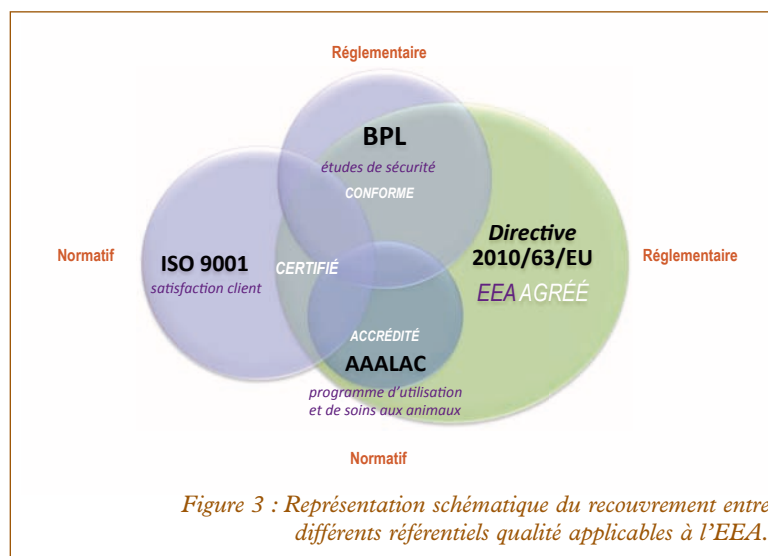 Réglementaire
BPL
études de sécurité
CONFORME
Directive
2010/63/EU
EEA AGRÉÉ
Réglementaire
Normatif
ISO 9001
satisfaction client
CERTIFIÉ
ACCRÉDITÉ
AAALAC
programme d'utilisation
et de soins aux animaux
Normatif
Figure 3 : Représentation schématique du recouvrement entre
différents référentiels qualité applicables à l'EEA.